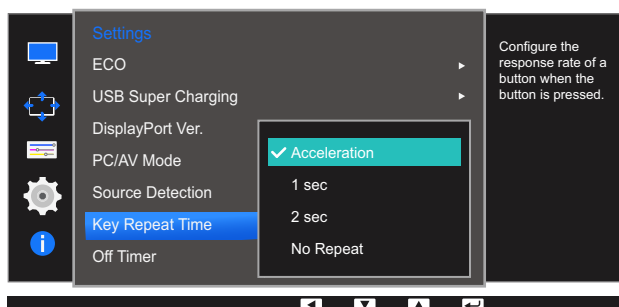 Settings
ECO
USB Super Charging
DisplayPort Ver.
PC/AV Mode
Source Detection
Key Repeat Time
Off Timer
Acceleration
1 sec
2 sec
No Repeat
Configure the
response rate of a
button when the
button is pressed.